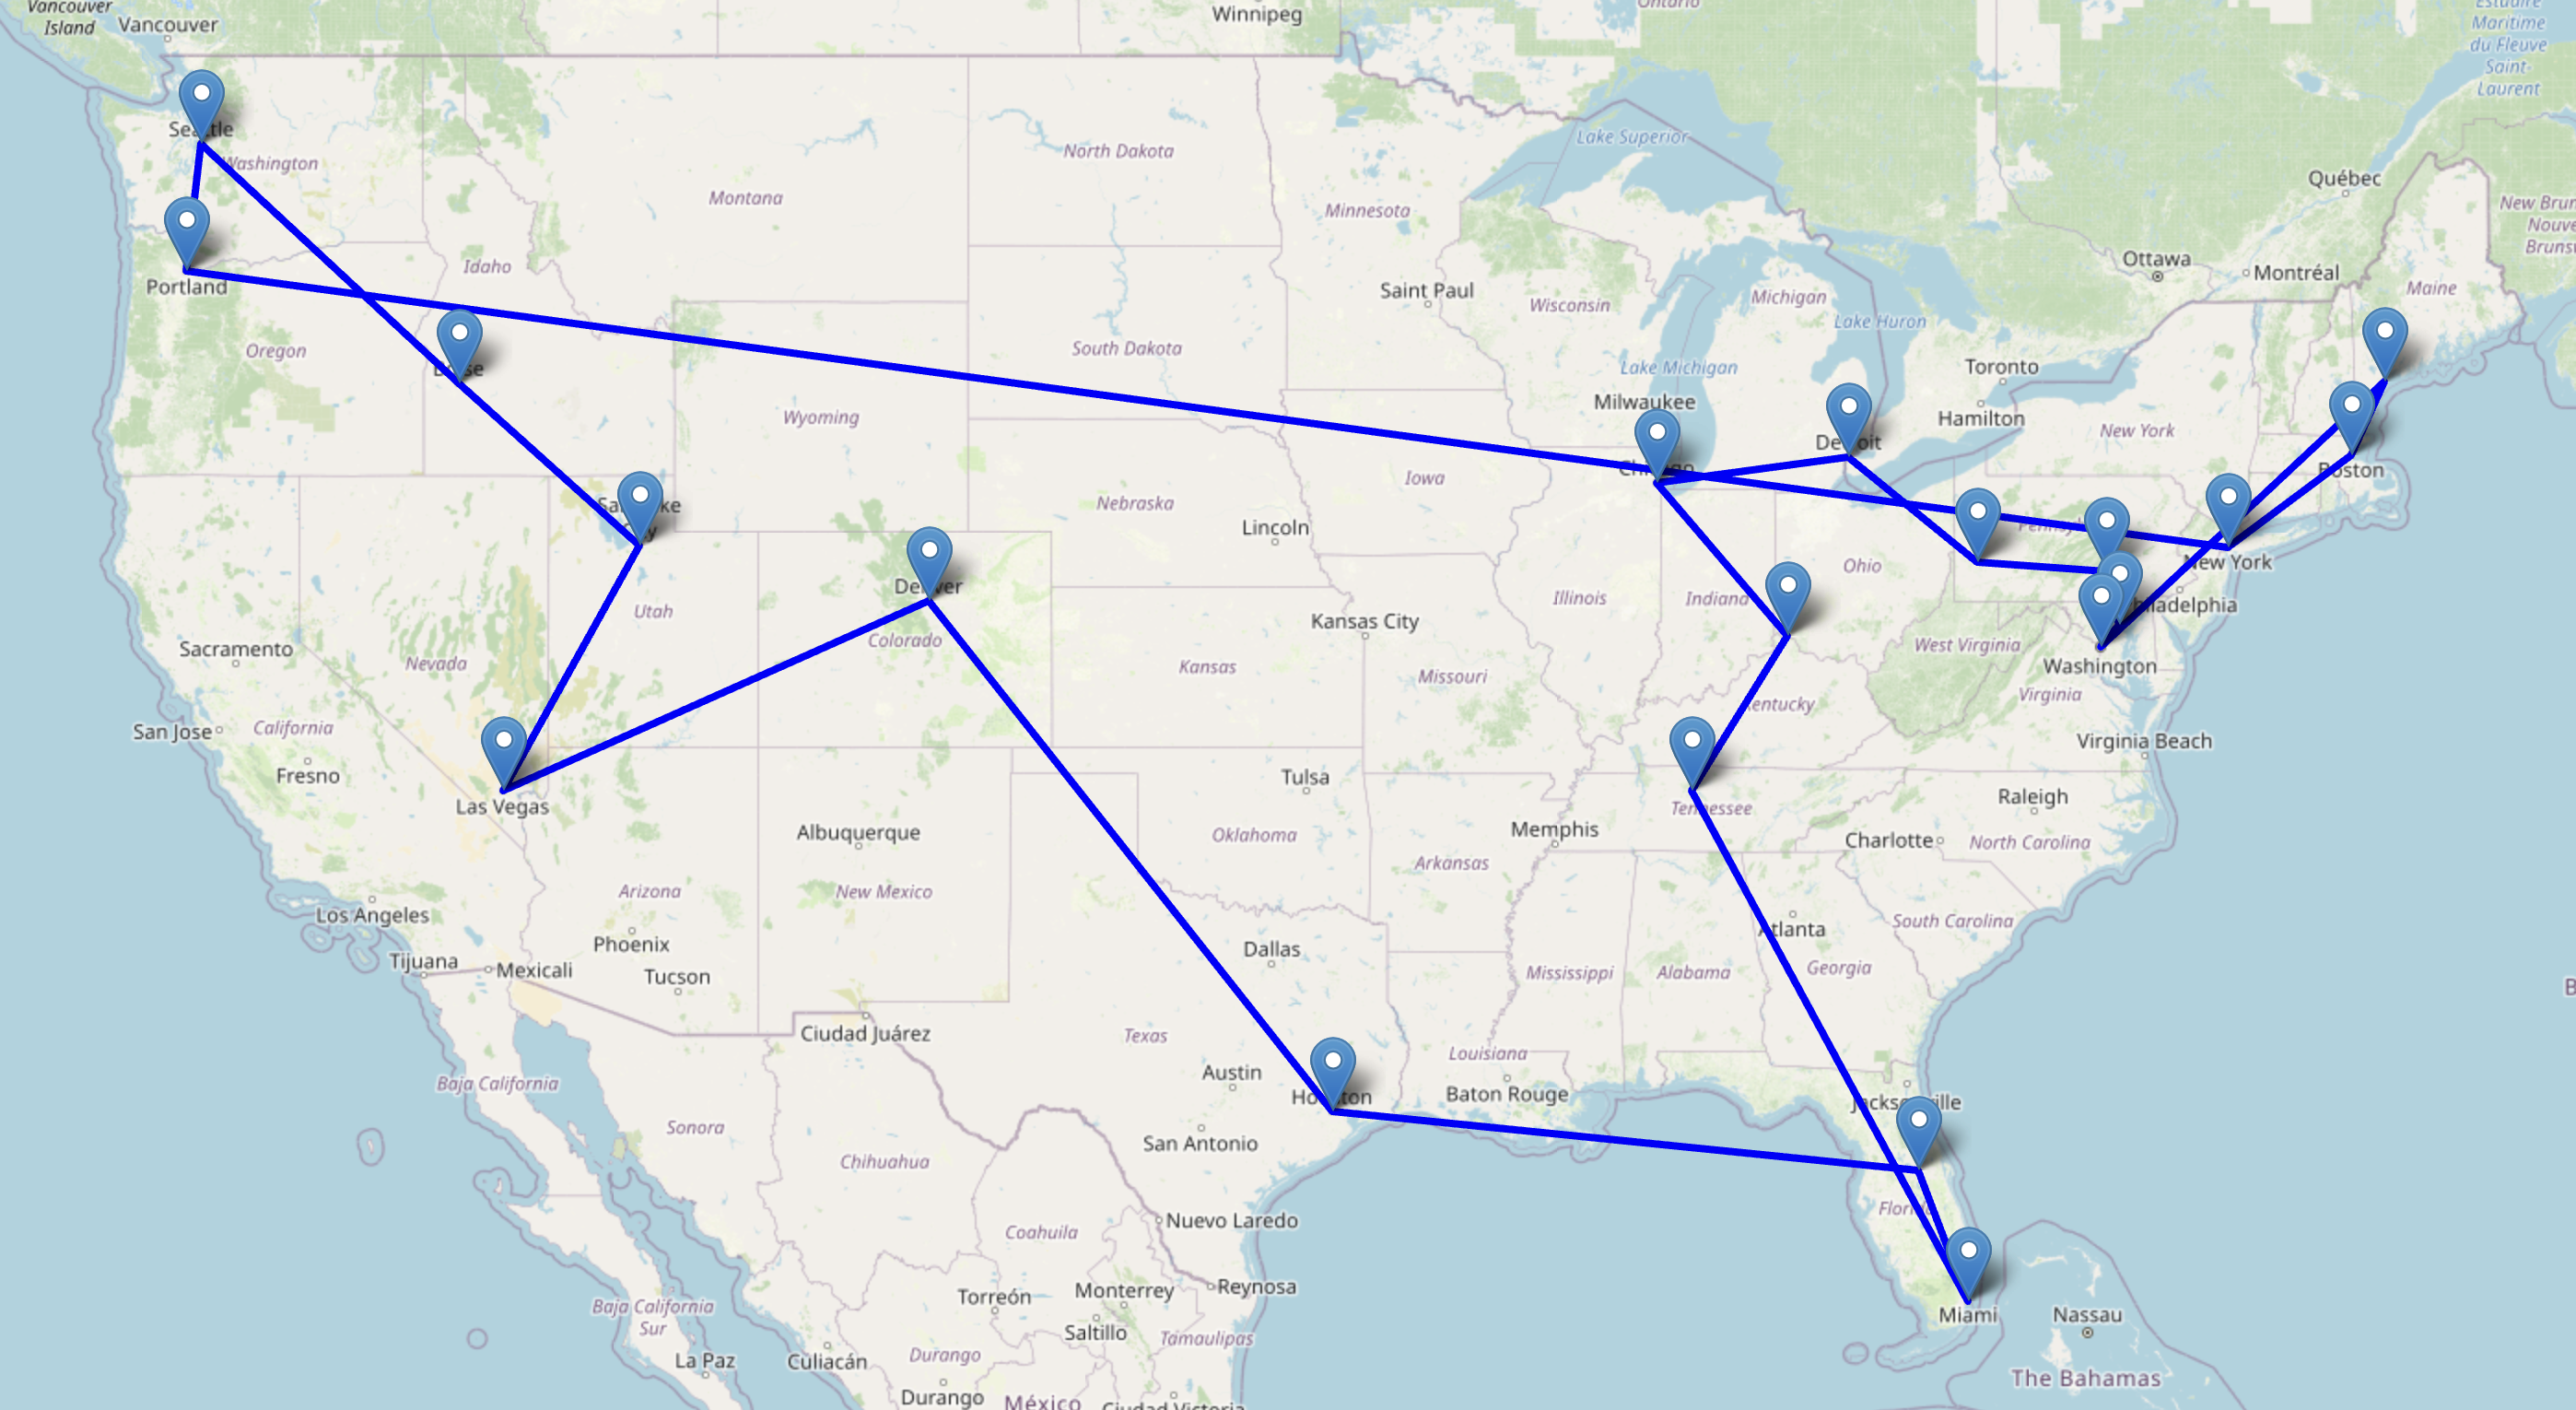 Vancouver
Island
Vancouver
Winnipeg
Ontario
Estuaire
Maritime
du Fleuve
Saint-
Laurent
Seattle
Washington
North Dakota
Lake Superior
Québec
Montana
Minnesota
New Brun
Nouve
Brunsw
Idaho
Portland
Saint Paul
Wisconsin
Michigan
Ottawa
Montréal
Maine
Lake Huron
Oregon
South Dakota
Lake Michigan
Toronto
Boise
Wyoming
Milwaukee
Hamilton
New York
Detroit
Chicago
Iowa
Boston
Nebraska
Salt Lake
City
Lincoln
Pennsyl
New York
Denver
Ohio
Illinois
Indiana
Philadelphia
Utah
Kansas City
Colorado
Sacramento
Nevada
Kansas
Missouri
West Virginia
Washington
Virginia
San Jose
California
Kentucky
Virginia Beach
Fresno
Las Vegas
Tulsa
Tennessee
Raleigh
Albuquerque
Oklahoma
Memphis
Charlotte
North Carolina
Arkansas
Arizona
New Mexico
Los Angeles
Phoenix
Dallas
Atlanta
South Carolina
Tijuana
Mexicali
Tucson
Mississippi
Alabama
Georgia
B
Ciudad Juárez
Texas
Louisiana
Baja California
Austin
Houston
Baton Rouge
Jacksonville
Sonora
San Antonio
Chihuahua
Florida
Coahuila
Nuevo Laredo
Baja California
Sur
Torreón
Monterrey
Reynosa
Saltillo
Tamaulipas
Miami
Nassau
La Paz
Culiacán
Durango
The Bahamas
Durango
México
Ciudad Victoria